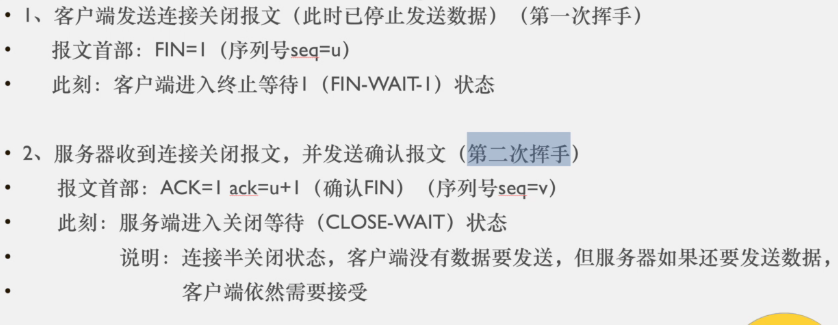 • 1、客户端发送连接关闭报文（此时已停止发送数据）（第一次挥手）
• 报文首部：FIN=1（序列号seq=u）
• 此刻：客户端进入终止等待1（FIN-WAIT-1）状态
• 2、服务器收到连接关闭报文，并发送确认报文（第二次挥手）
• 报文首部：ACK=1 ack=u+1（确认FIN）（序列号seq=v）
• 此刻：服务端进入关闭等待（CLOSE-WAIT）状态
• 说明：连接半关闭状态，客户端没有数据要发送，但服务器如果还要发送数据，
• 客户端依然需要接受